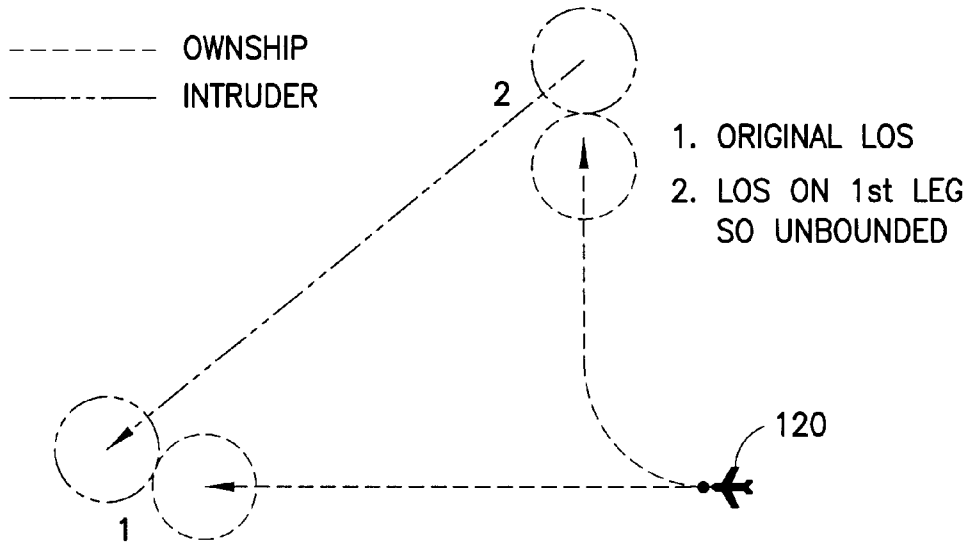 OWNSHIP
INTRUDER
2
1. ORIGINAL LOS
2. LOS ON 1st LEG
SO UNBOUNDED
120
1